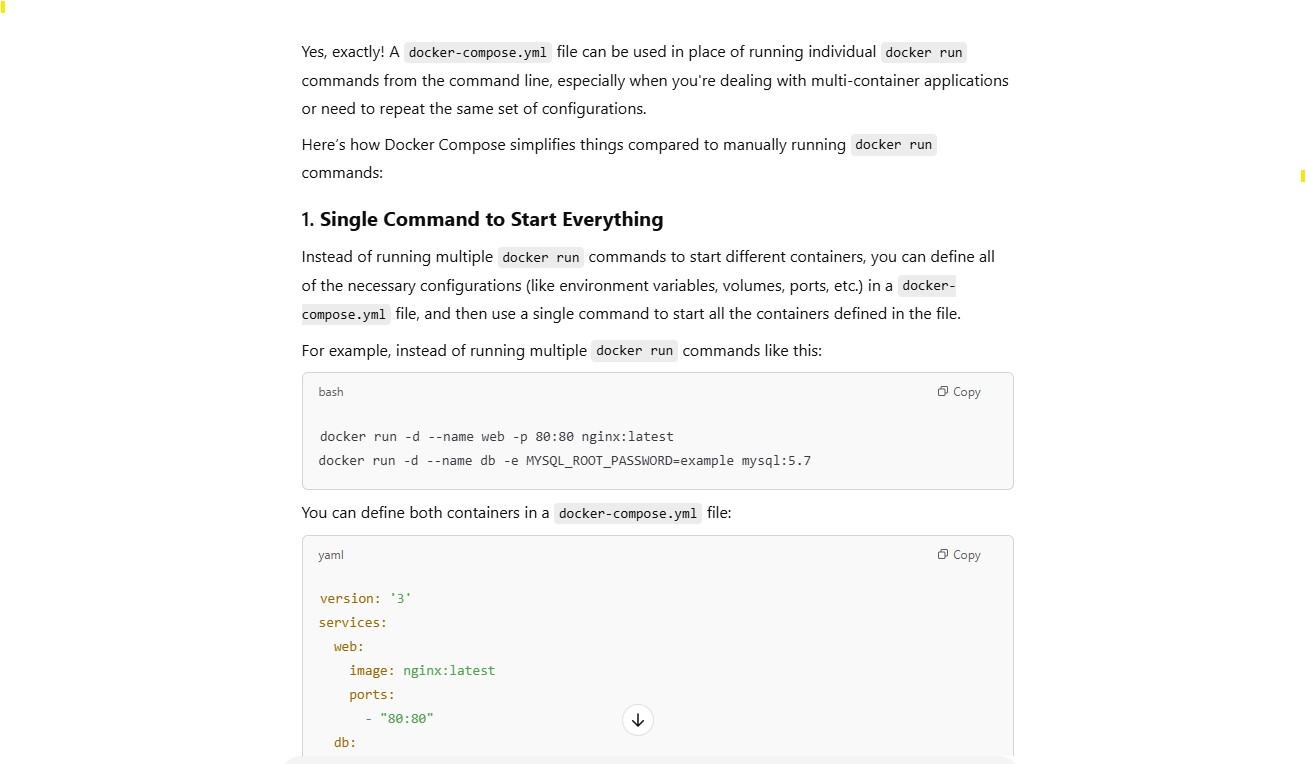 Yes, exactly! A docker-compose.yml file can be used in place of running individual docker run
commands from the command line, especially when you're dealing with multi-container applications
or need to repeat the same set of configurations.
Here’s how Docker Compose simplifies things compared to manually running docker run
commands:
1. Single Command to Start Everything
Instead of running multiple docker run commands to start different containers, you can define all
of the necessary configurations (like environment variables, volumes, ports, etc.) in a docker-
compose.yml file, and then use a single command to start all the containers defined in the file.
For example, instead of running multiple docker run commands like this:
bash Copy
docker run -d --name web -p 80:80 nginx:latest
docker run -d --name db -e MYSQL_ROOT_PASSWORD=example mysql:5.7
You can define both containers in a docker-compose.yml file:
yaml Copy
version: '3'
services:
  web:
    image: nginx:latest
    ports:
      - "80:80"
  db: